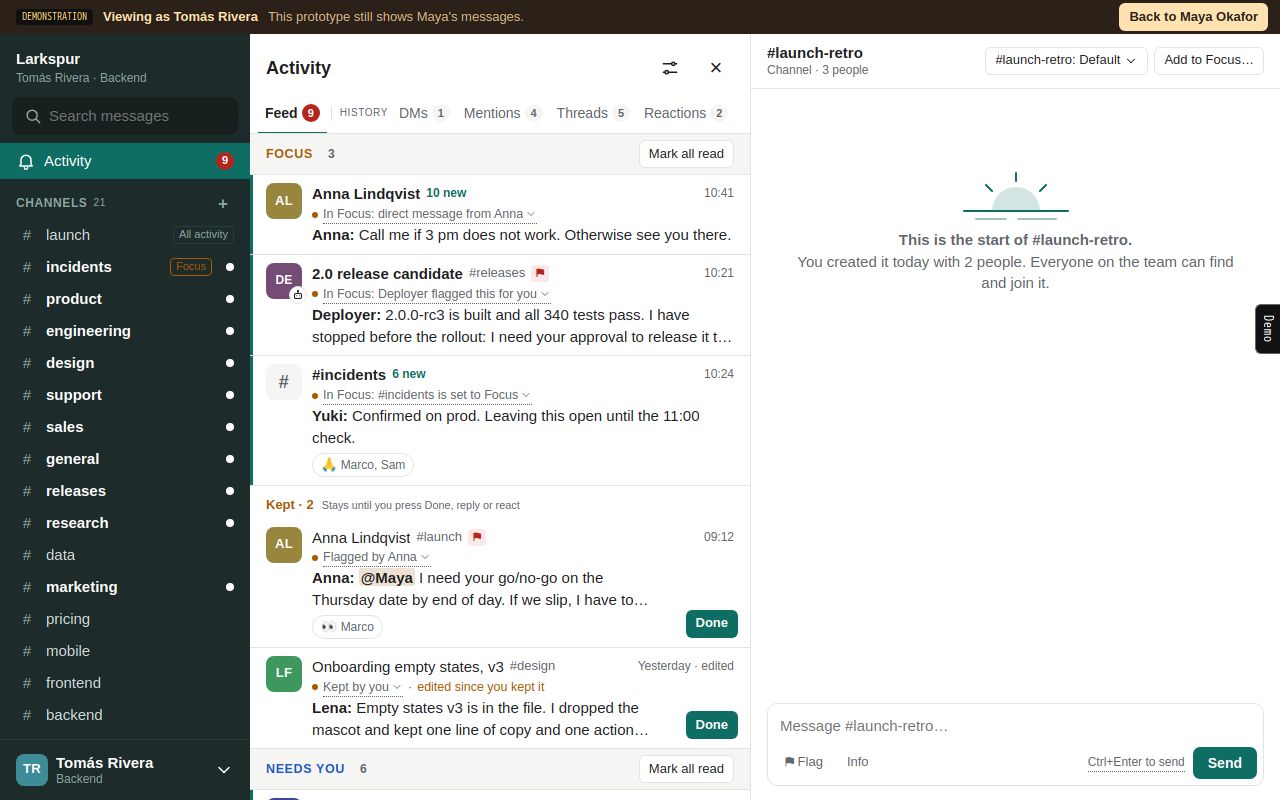 DEMONSTRATION Viewing as Tomás Rivera This prototype still shows Maya's messages. Back to Maya Okafor
Larkspur
Tomás Rivera · Backend
Search messages
Activity 9
CHANNELS 21 +
# launch All activity
# incidents Focus
# product
# engineering
# design
# support
# sales
# general
# releases
# research
# data
# marketing
# pricing
# mobile
# frontend
# backend
TR Tomás Rivera
Backend
Activity
Feed 9 HISTORY DMs 1 Mentions 4 Threads 5 Reactions 2
FOCUS 3 Mark all read
AL Anna Lindqvist 10 new 10:41
In Focus: direct message from Anna
Anna: Call me if 3 pm does not work. Otherwise see you there.
DE 2.0 release candidate #releases 10:21
In Focus: Deployer flagged this for you
Deployer: 2.0.0-rc3 is built and all 340 tests pass. I have
stopped before the rollout: I need your approval to release it t…
# #incidents 6 new 10:24
In Focus: #incidents is set to Focus
Yuki: Confirmed on prod. Leaving this open until the 11:00
check.
🙏 Marco, Sam
Kept · 2 Stays until you press Done, reply or react
AL Anna Lindqvist #launch 09:12
Flagged by Anna
Anna: @Maya I need your go/no-go on the
Thursday date by end of day. If we slip, I have to…
👀 Marco
Done
LF Onboarding empty states, v3 #design Yesterday · edited
Kept by you · edited since you kept it
Lena: Empty states v3 is in the file. I dropped the
mascot and kept one line of copy and one action…
Done
NEEDS YOU 6 Mark all read
#launch-retro
Channel · 3 people
#launch-retro: Default
Add to Focus…
This is the start of #launch-retro.
You created it today with 2 people. Everyone on the team can find
and join it.
Demo
Message #launch-retro…
Flag Info Ctrl+Enter to send Send